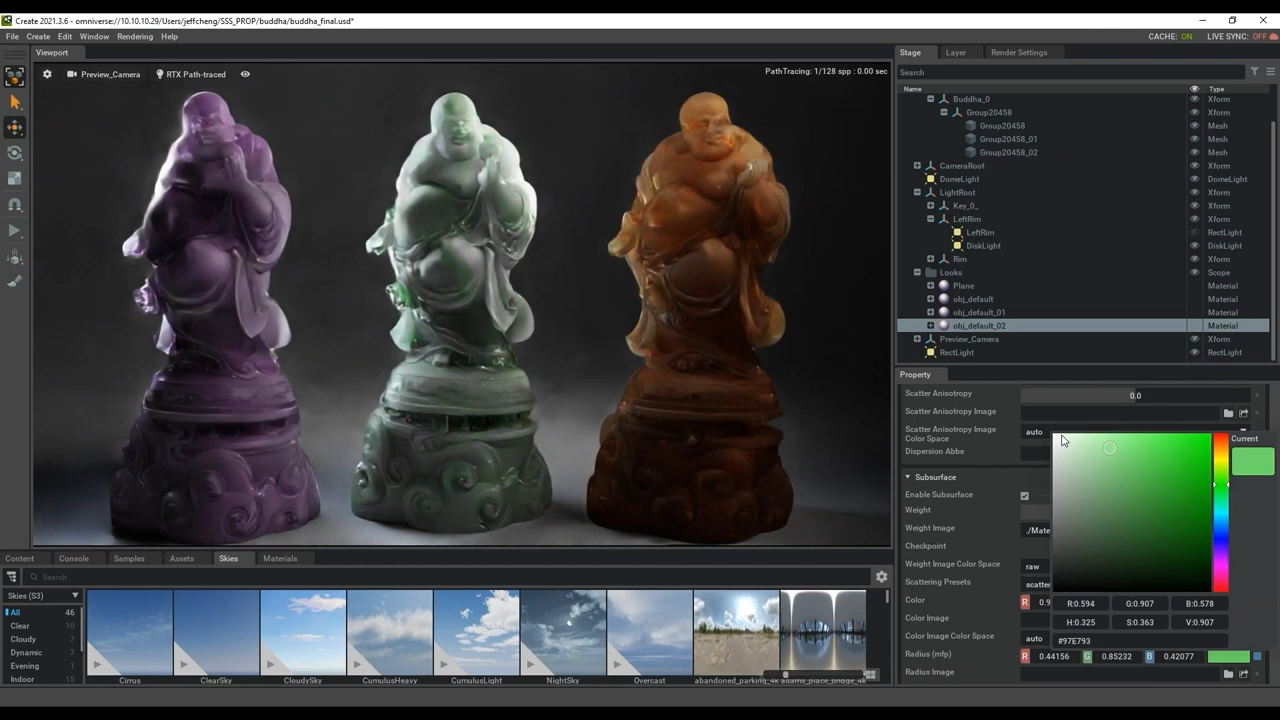 Create 2021.3.6 - omniverse://10.10.10.29/Users/jeffcheng/SSS_PROP/buddha/buddha_final.usd*
File Create Edit Window Rendering Help
CACHE: ON LIVE SYNC: OFF
Viewport
Preview_Camera RTX Path-traced
PathTracing: 1/128 spp : 0.00 sec
Stage Layer Render Settings
Search
Name Type
Buddha_0 Xform
Group20458 Xform
Group20458 Mesh
Group20458_01 Mesh
Group20458_02 Mesh
CameraRoot Xform
DomeLight DomeLight
LightRoot Xform
Key_0_ Xform
LeftRim Xform
LeftRim RectLight
DiskLight DiskLight
Rim Xform
Looks Scope
Plane Material
obj_default Material
obj_default_01 Material
obj_default_02 Material
Preview_Camera Xform
RectLight RectLight
Property
Scatter Anisotropy 0.0
Scatter Anisotropy Image
Scatter Anisotropy Image Color Space auto
Dispersion Abbe
Subsurface
Enable Subsurface
Weight
Weight Image ./Mate
Checkpoint
Weight Image Color Space raw
Scattering Presets scatter
Color R 0.9
Color Image
Color Image Color Space auto
Radius (mfp) R 0.44156 G 0.85232 B 0.42077
Radius Image
Current
R:0.594 G:0.907 B:0.578
H:0.325 S:0.363 V:0.907
#97E793
Content Console Samples Assets Skies Materials
Search
Skies (S3)
All 46
Clear 10
Cloudy 7
Dynamic 7
Evening 1
Indoor 15
Cirrus ClearSky CloudySky CumulusHeavy CumulusLight NightSky Overcast abandoned_parking_4k adams_place_bridge_4k